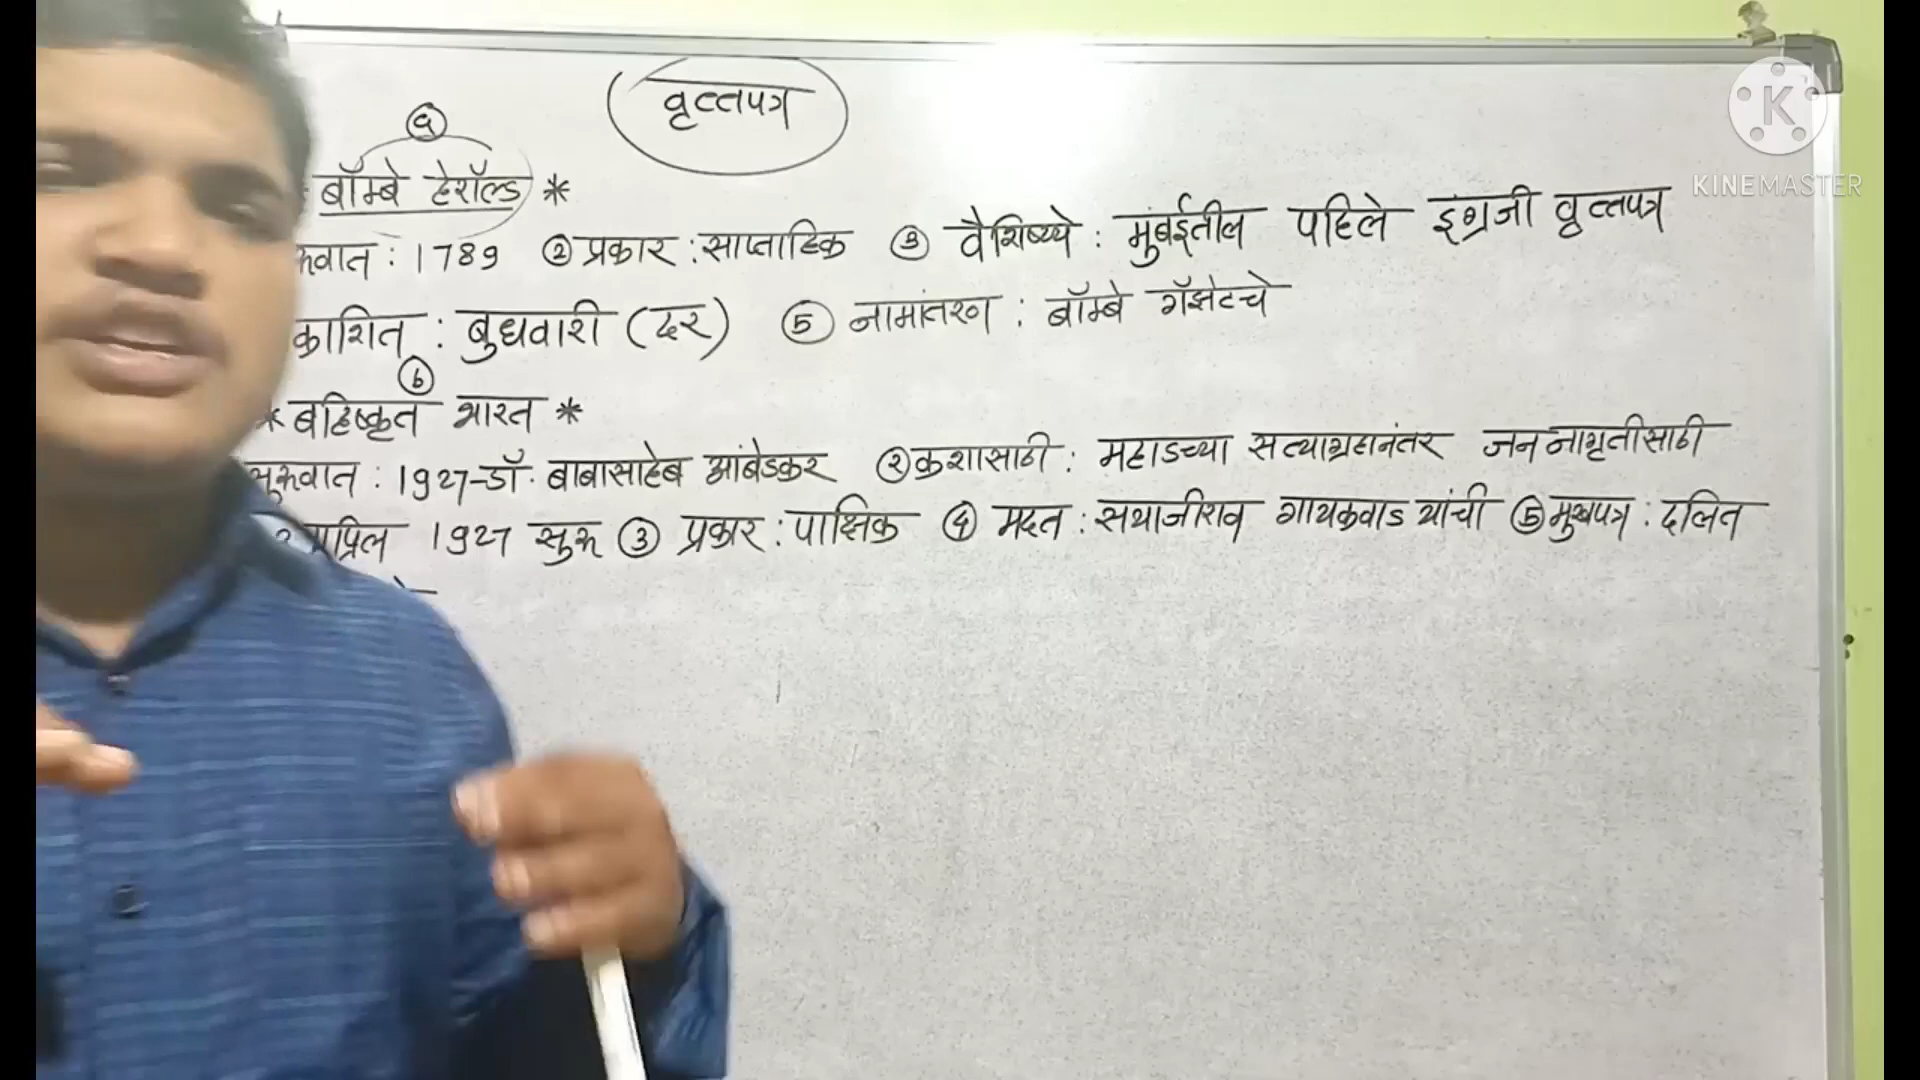 वृत्तपत्र
५
बॉम्बे हेरॉल्ड *
1789 ② प्रकार : साप्ताहिक ③ वैशिष्ट्ये : मुंबईतील पहिले इंग्रजी वृत्तपत्र
काशित : बुधवारी (दर) ⑤ नामांतरण : बॉम्बे गॅझेटचे
६
* बहिष्कृत भारत *
सुरुवात : 1927-डॉ. बाबासाहेब आंबेडकर ② कशासाठी : महाडच्या सत्याग्रहानंतर जनजागृतीसाठी
एप्रिल 1927 सुरु ③ प्रकार : पाक्षिक ④ मदत : सयाजीराव गायकवाड यांची ⑤ मुखपत्र : दलित
K
KINEMASTER